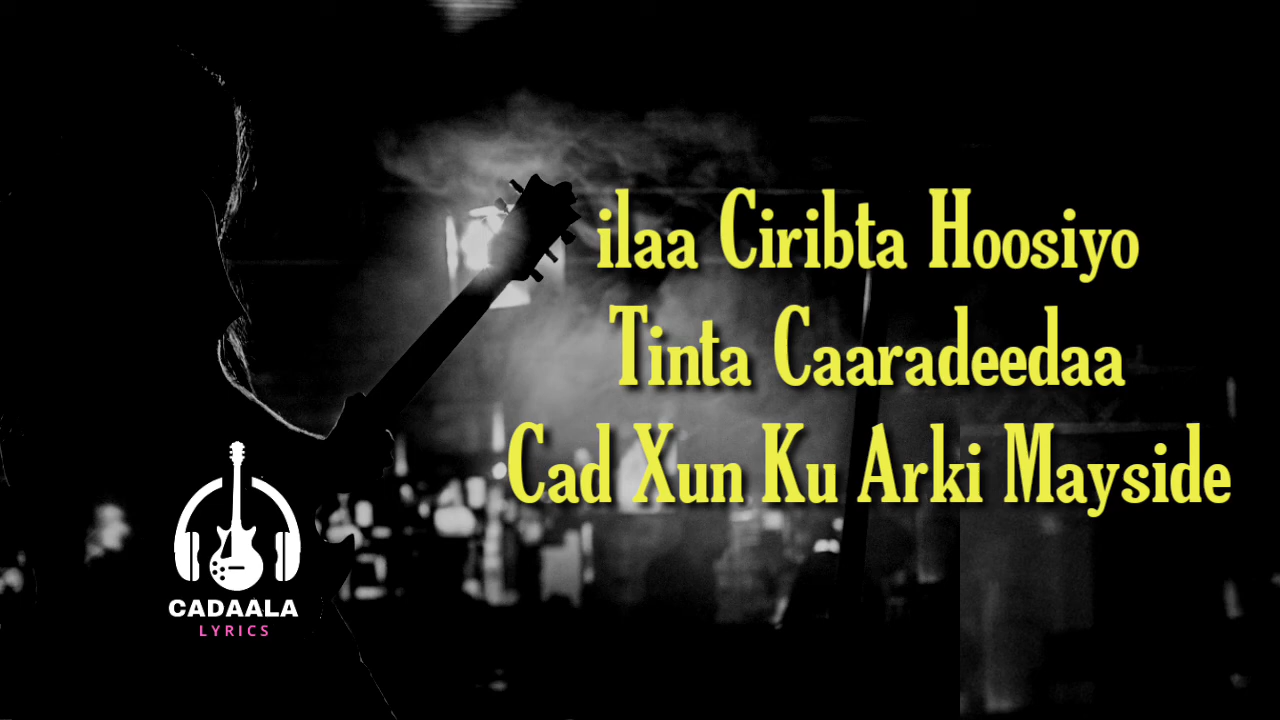 ilaa Ciribta Hoosiyo
Tinta Caaradeedaa
Cad Xun Ku Arki Mayside
CADAALA
LYRICS